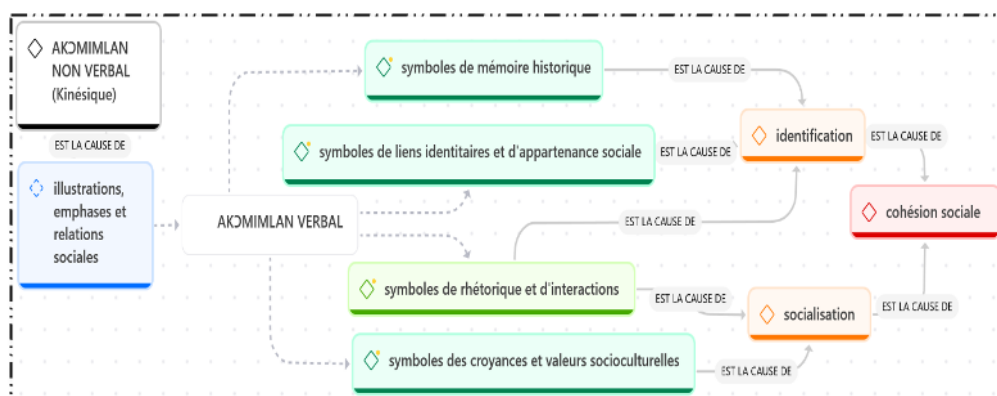 AKƆMIMLAN
NON VERBAL
(Kinésique)
EST LA CAUSE DE
illustrations,
emphases et
relations
sociales
AKƆMIMLAN VERBAL
symboles de mémoire historique
EST LA CAUSE DE
symboles de liens identitaires et d'appartenance sociale
EST LA CAUSE DE
identification
EST LA CAUSE DE
EST LA CAUSE DE
cohésion sociale
symboles de rhétorique et d'interactions
EST LA CAUSE DE
socialisation
EST LA CAUSE DE
symboles des croyances et valeurs socioculturelles
EST LA CAUSE DE